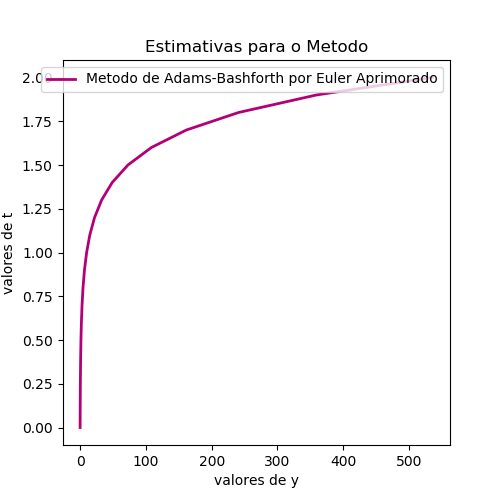 Estimativas para o Metodo
Metodo de Adams-Bashforth por Euler Aprimorado
2.00
1.75
1.50
1.25
1.00
0.75
0.50
0.25
0.00
valores de t
0 100 200 300 400 500
valores de y